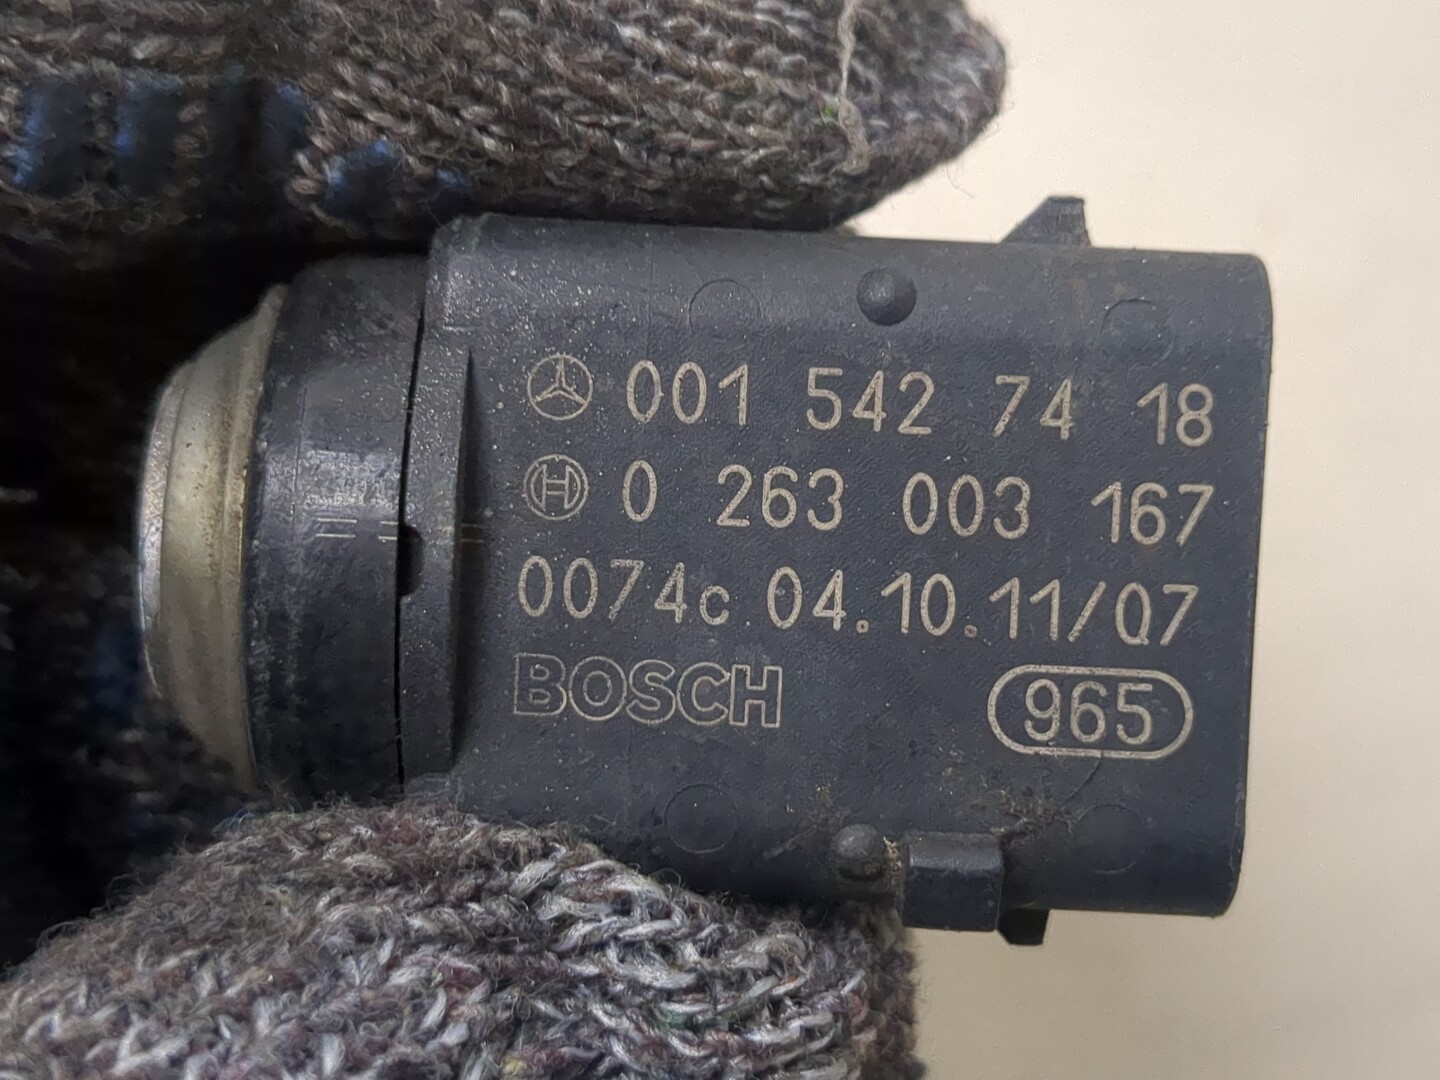 001 542 74 18
0 263 003 167
0074c 04.10.11/07
BOSCH 965